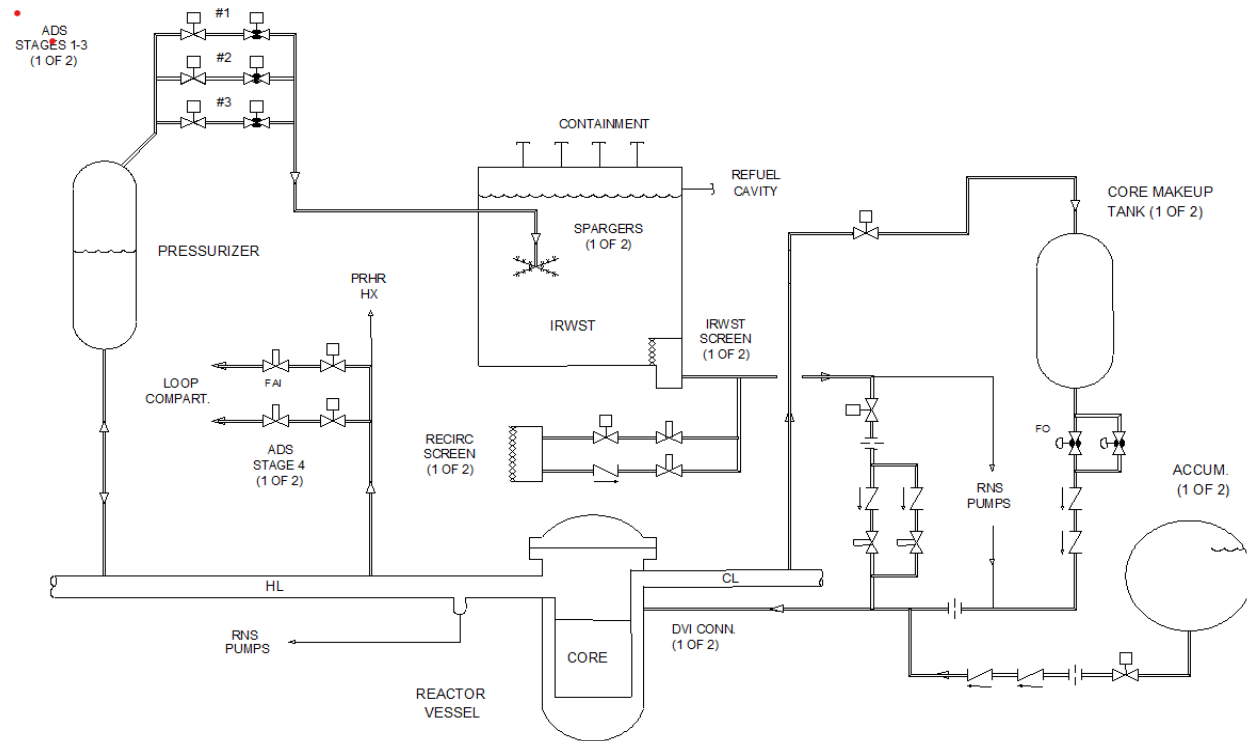 ADS
STAGES 1-3
(1 OF 2)
#1
#2
#3
CONTAINMENT
REFUEL
CAVITY
CORE MAKEUP
TANK (1 OF 2)
SPARGERS
(1 OF 2)
PRESSURIZER
PRHR
HX
IRWST
IRWST
SCREEN
(1 OF 2)
LOOP
COMPART.
FAI
ADS
STAGE 4
(1 OF 2)
RECIRC
SCREEN
(1 OF 2)
FO
ACCUM.
(1 OF 2)
RNS
PUMPS
HL
CL
RNS
PUMPS
DVI CONN.
(1 OF 2)
CORE
REACTOR
VESSEL